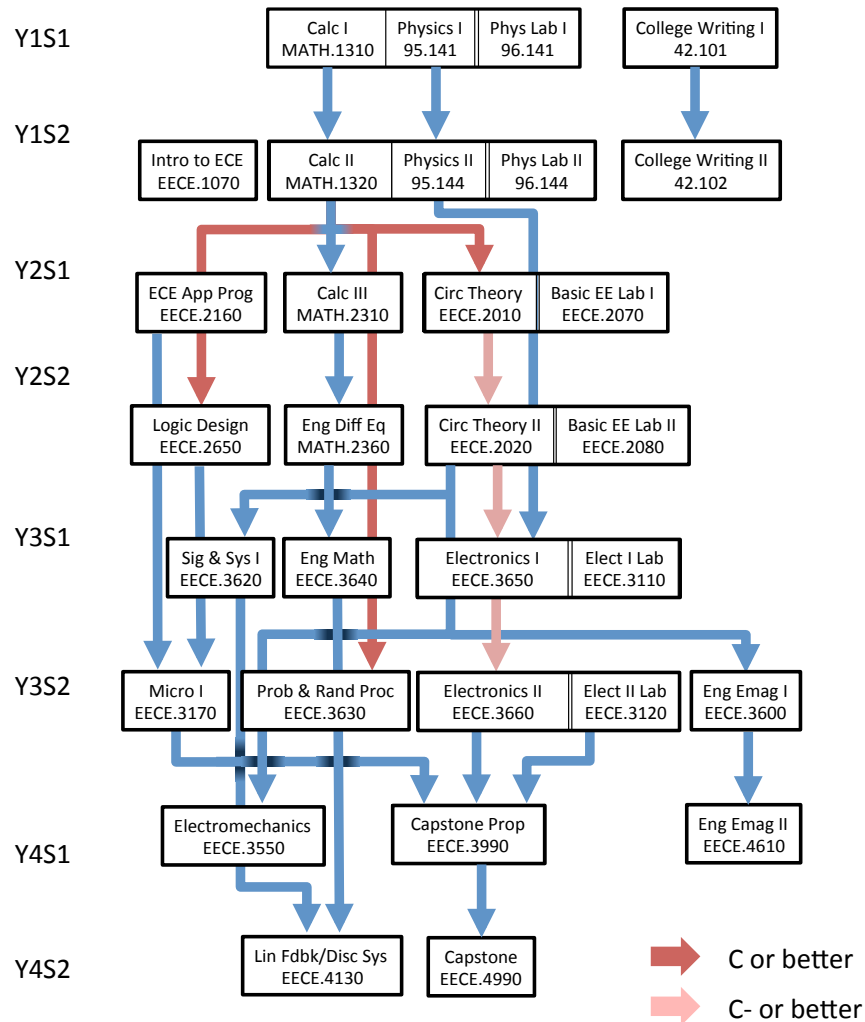 Y1S1
Calc I
MATH.1310
Physics I
95.141
Phys Lab I
96.141
College Writing I
42.101
Y1S2
Intro to ECE
EECE.1070
Calc II
MATH.1320
Physics II
95.144
Phys Lab II
96.144
College Writing II
42.102
Y2S1
ECE App Prog
EECE.2160
Calc III
MATH.2310
Circ Theory
EECE.2010
Basic EE Lab I
EECE.2070
Y2S2
Logic Design
EECE.2650
Eng Diff Eq
MATH.2360
Circ Theory II
EECE.2020
Basic EE Lab II
EECE.2080
Y3S1
Sig & Sys I
EECE.3620
Eng Math
EECE.3640
Electronics I
EECE.3650
Elect I Lab
EECE.3110
Y3S2
Micro I
EECE.3170
Prob & Rand Proc
EECE.3630
Electronics II
EECE.3660
Elect II Lab
EECE.3120
Eng Emag I
EECE.3600
Y4S1
Electromechanics
EECE.3550
Capstone Prop
EECE.3990
Eng Emag II
EECE.4610
Y4S2
Lin Fdbk/Disc Sys
EECE.4130
Capstone
EECE.4990
C or better
C- or better